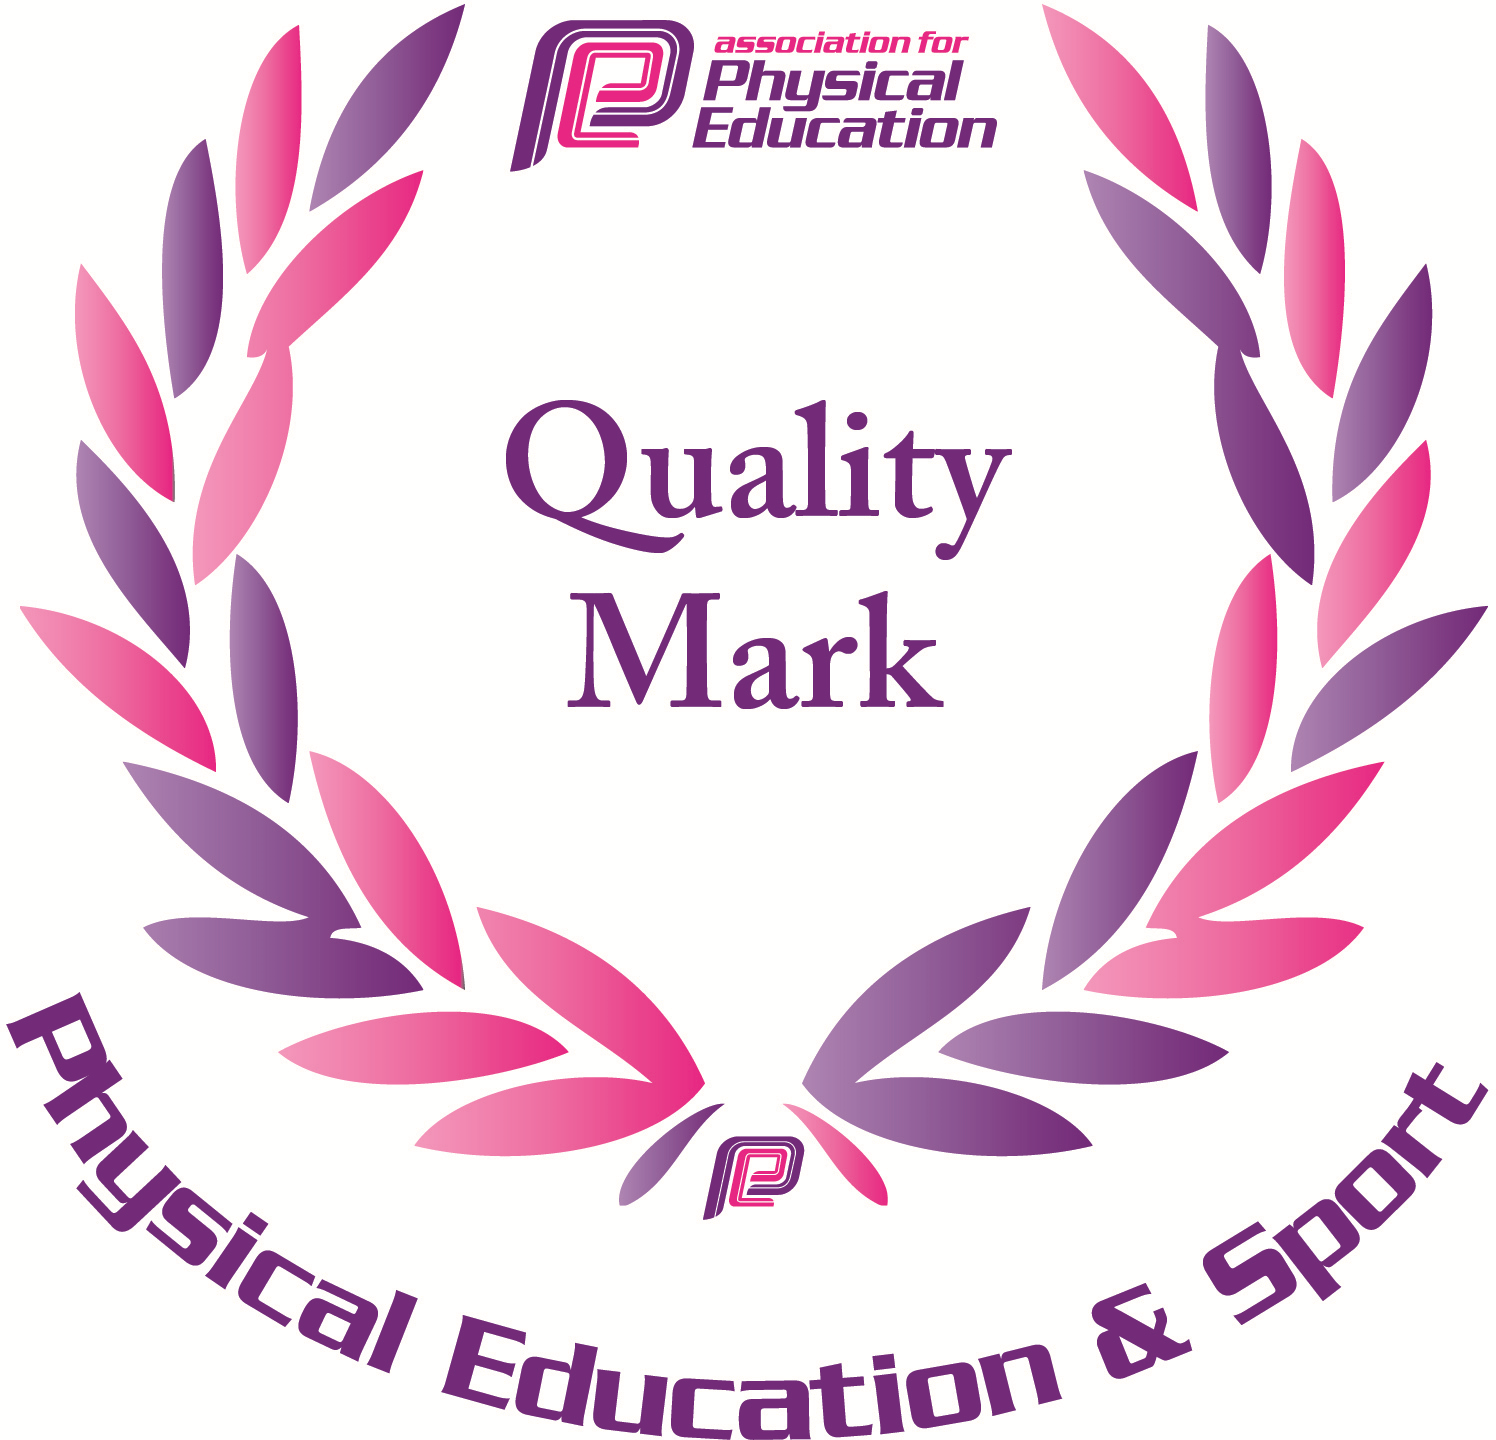 association for
Physical
Education
Quality
Mark
Physical Education & Sport